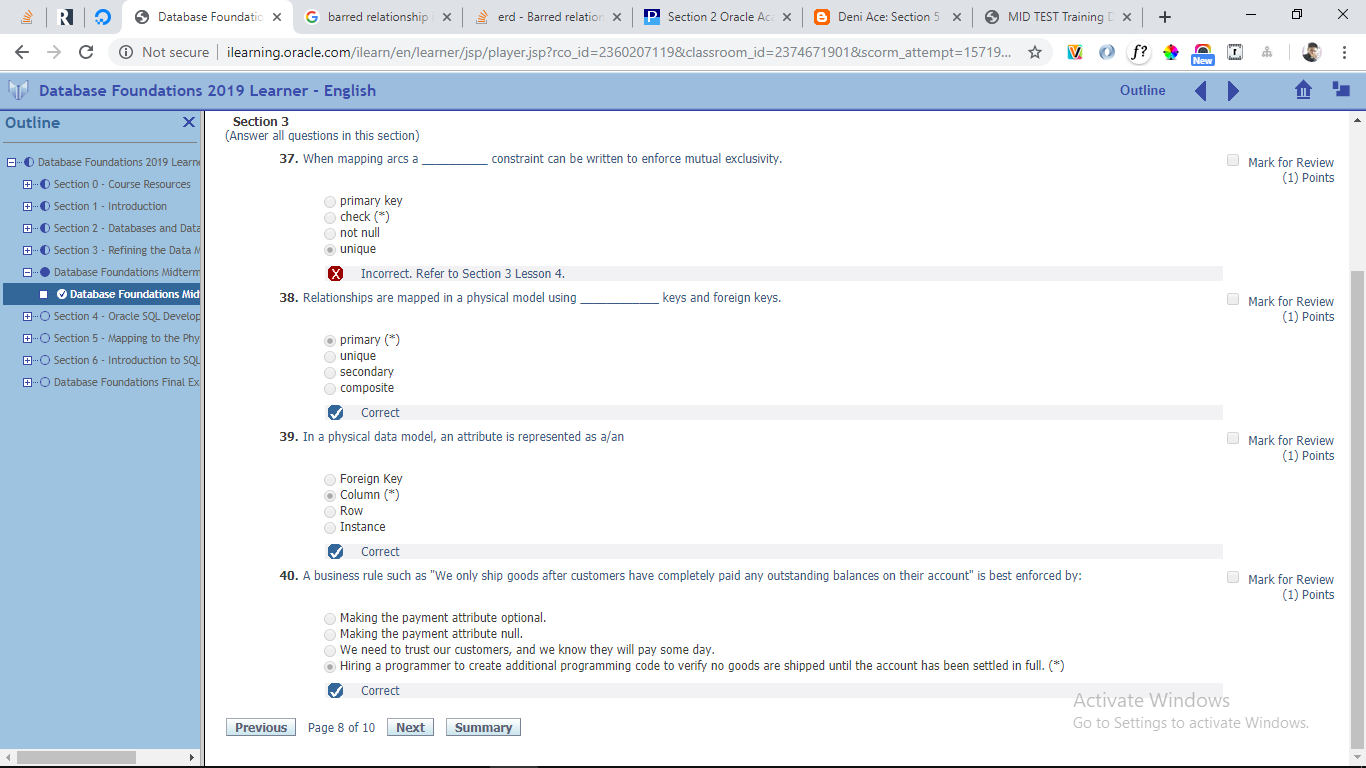 Database Foundatio
barred relationship
erd - Barred relation
Section 2 Oracle Aca
Deni Ace: Section 5
MID TEST Training D
Not secure
ilearning.oracle.com/ilearn/en/learner/jsp/player.jsp?rco_id=2360207119&classroom_id=2374671901&scorm_attempt=15719...
New
Database Foundations 2019 Learner - English
Outline
Outline
Database Foundations 2019 Learne
Section 0 - Course Resources
Section 1 - Introduction
Section 2 - Databases and Data
Section 3 - Refining the Data M
Database Foundations Midterm
Database Foundations Mid
Section 4 - Oracle SQL Develop
Section 5 - Mapping to the Phy
Section 6 - Introduction to SQL
Database Foundations Final Ex
Section 3
(Answer all questions in this section)
37. When mapping arcs a __________ constraint can be written to enforce mutual exclusivity.
Mark for Review
(1) Points
primary key
check (*)
not null
unique
Incorrect. Refer to Section 3 Lesson 4.
38. Relationships are mapped in a physical model using ____________ keys and foreign keys.
Mark for Review
(1) Points
primary (*)
unique
secondary
composite
Correct
39. In a physical data model, an attribute is represented as a/an
Mark for Review
(1) Points
Foreign Key
Column (*)
Row
Instance
Correct
40. A business rule such as "We only ship goods after customers have completely paid any outstanding balances on their account" is best enforced by:
Mark for Review
(1) Points
Making the payment attribute optional.
Making the payment attribute null.
We need to trust our customers, and we know they will pay some day.
Hiring a programmer to create additional programming code to verify no goods are shipped until the account has been settled in full. (*)
Correct
Previous Page 8 of 10 Next Summary
Activate Windows
Go to Settings to activate Windows.